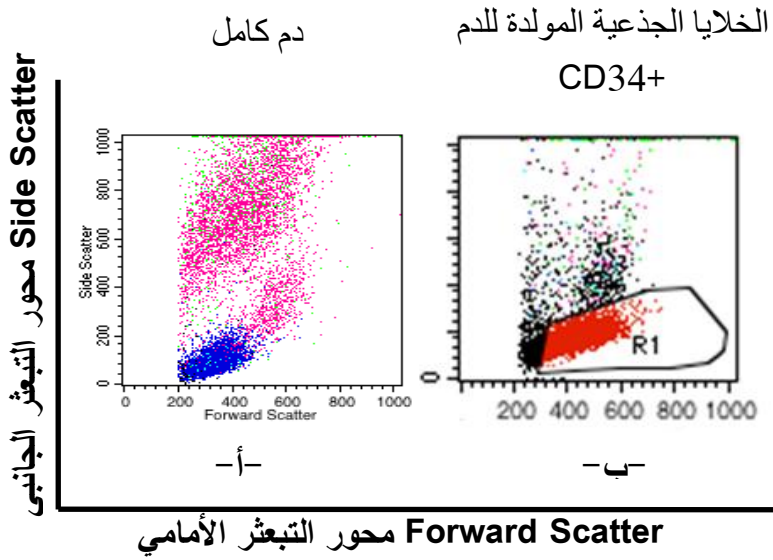 الخلايا الجذعية المولدة للدم
CD34+
دم كامل
محور التبعثر الجانبي Side Scatter
1000
800
600
400
200
0
Side Scatter
0 200 400 600 800 1000
Forward Scatter
R1
0
200 400 600 800 1000
-أ-
-ب-
محور التبعثر الأمامي Forward Scatter